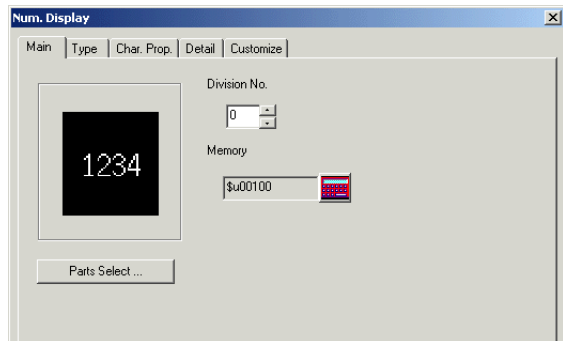 Num. Display
Main Type Char. Prop. Detail Customize
Division No.
0
Memory
1234
$u00100
Parts Select ...